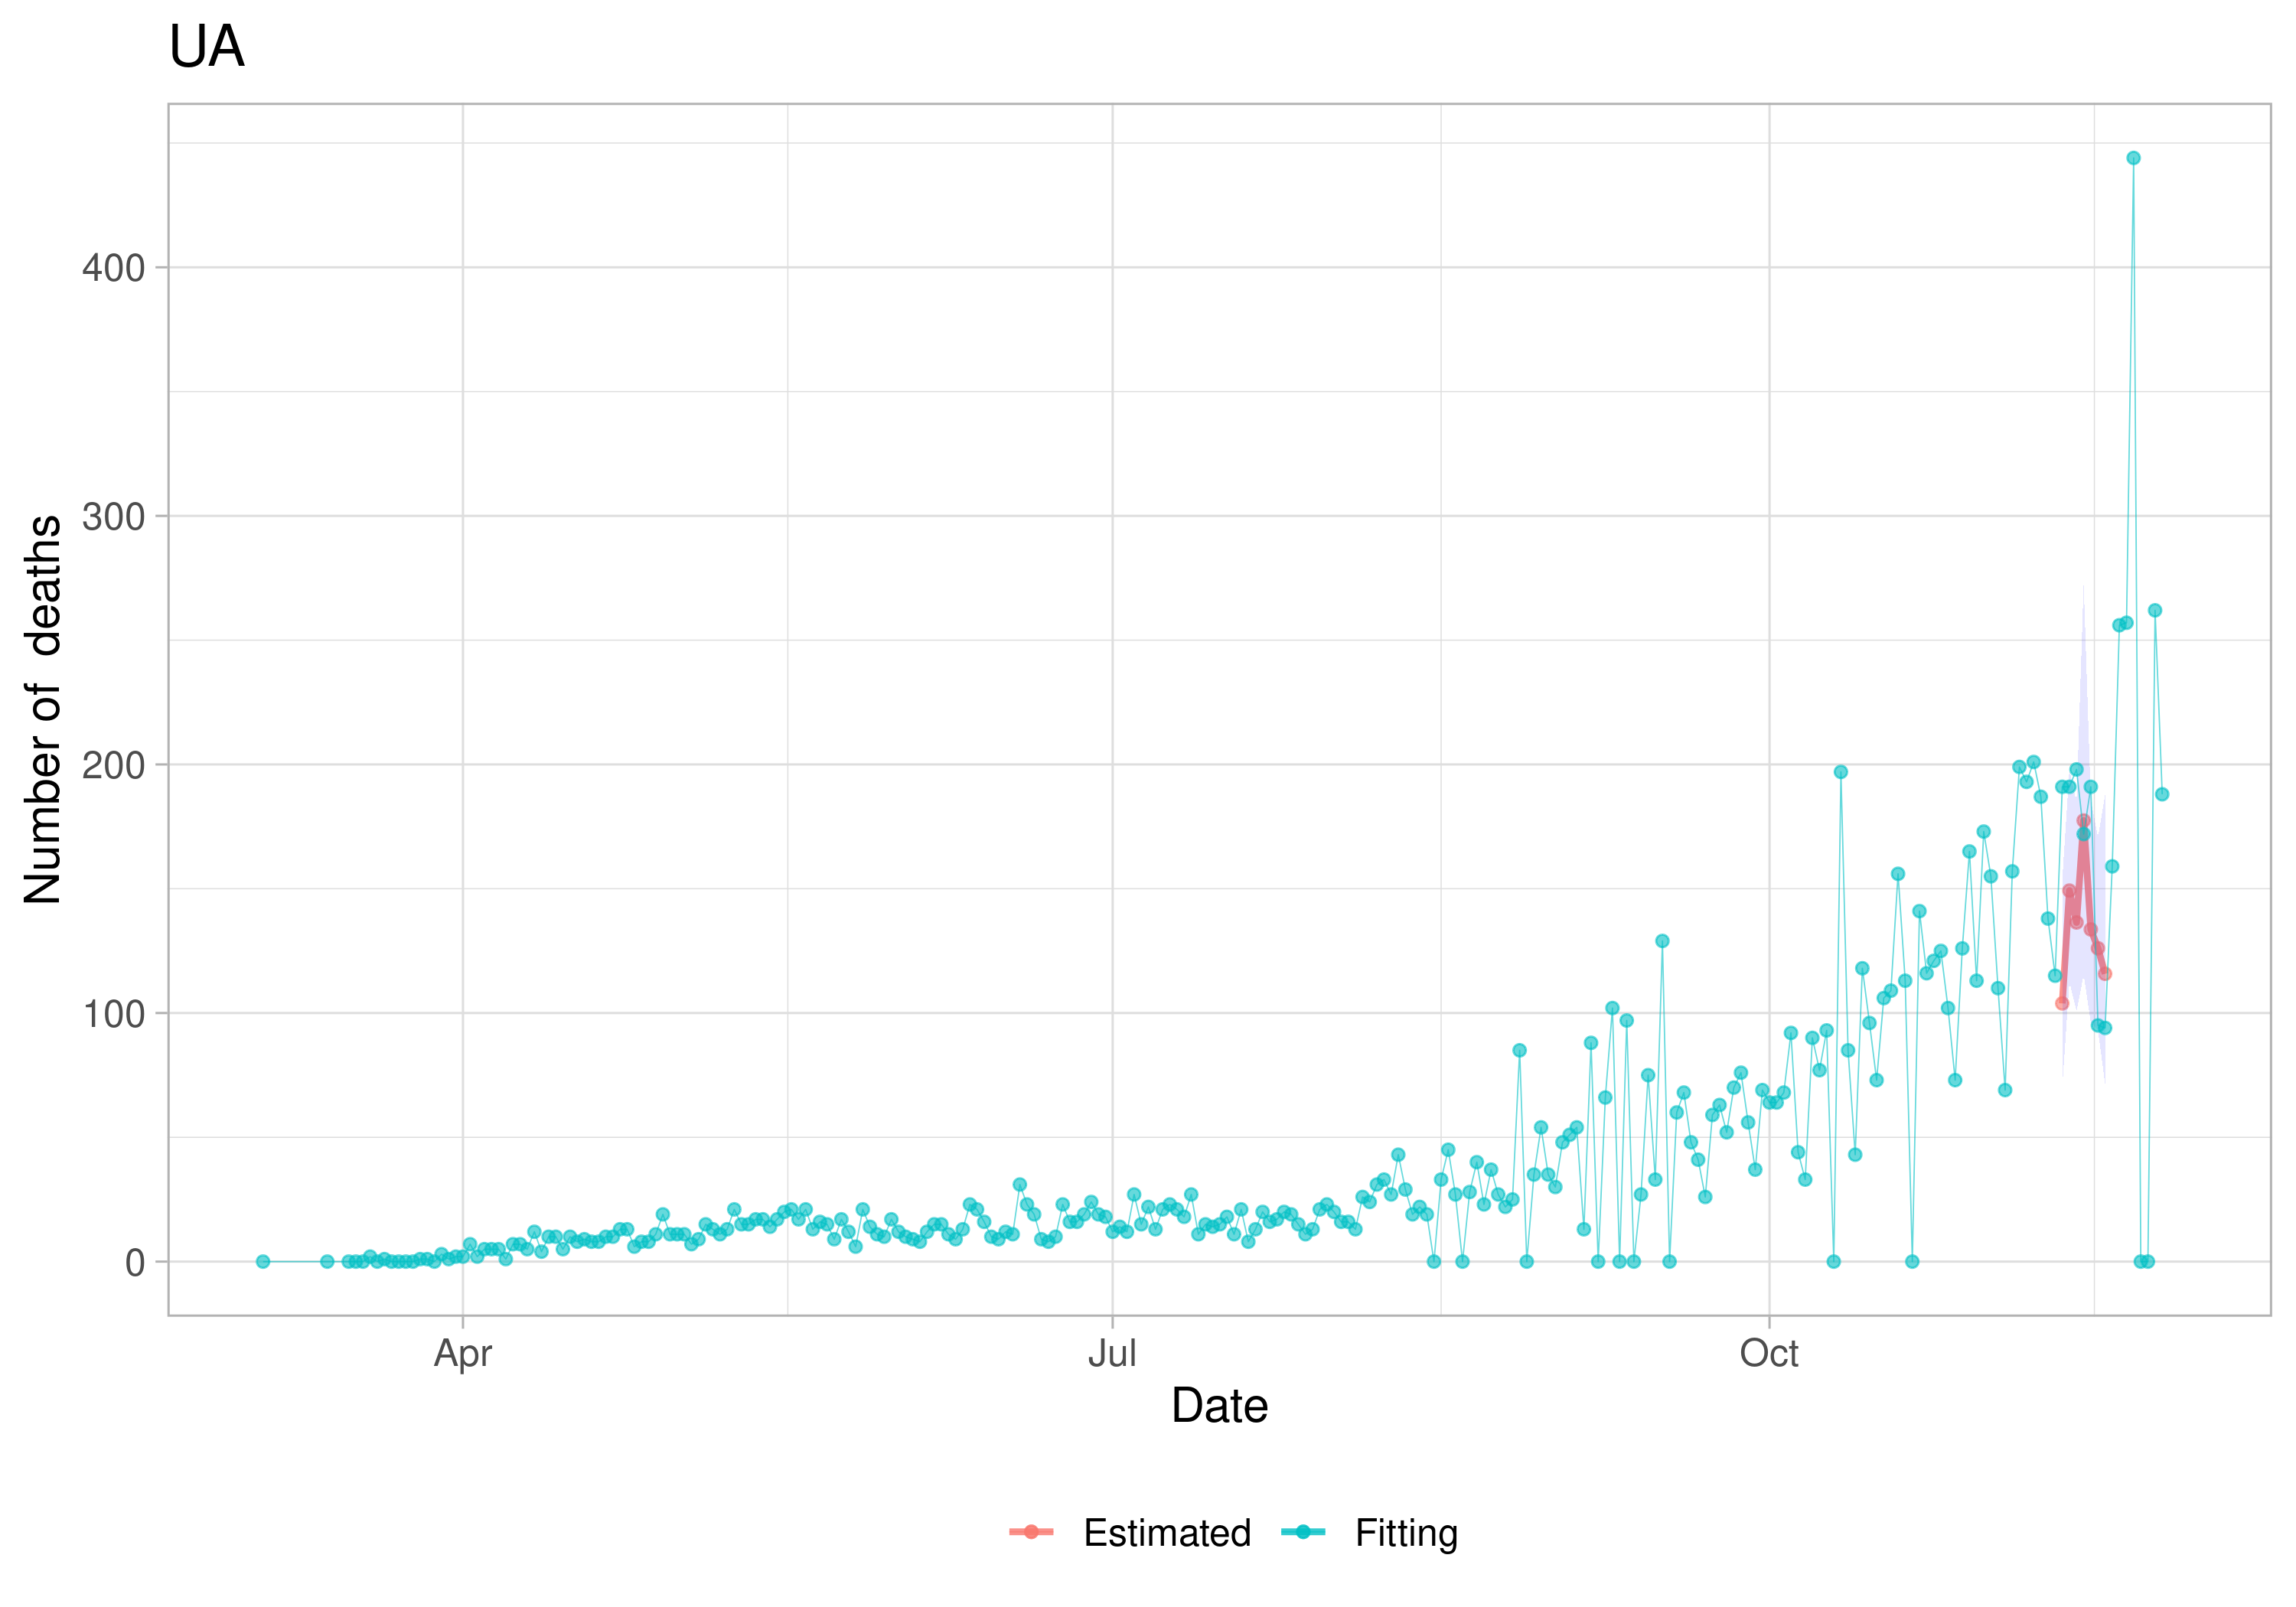 UA
Number of  deaths
400
300
200
100
0
Apr
Jul
Oct
Date
Estimated
Fitting